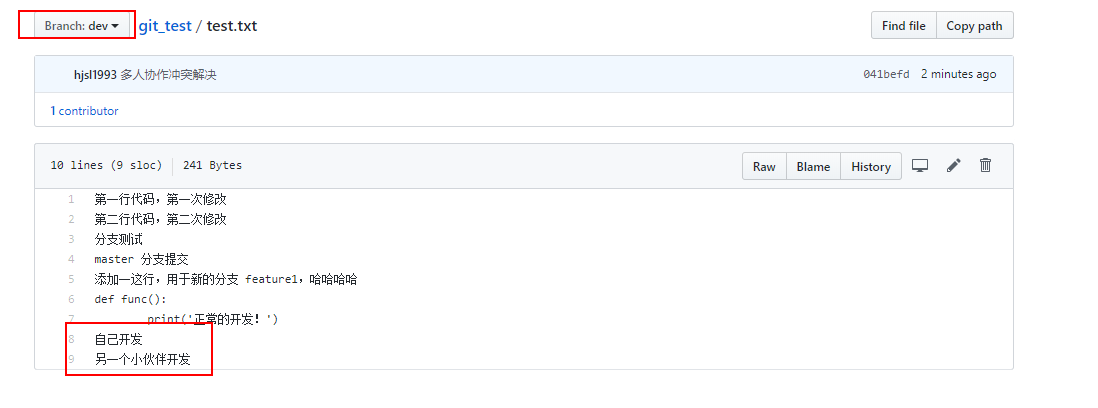 Branch: dev git_test / test.txt Find file Copy path
hjsl1993 多人协作冲突解决 041befd 2 minutes ago
1 contributor
10 lines (9 sloc) 241 Bytes Raw Blame History
1 第一行代码，第一次修改
2 第二行代码，第二次修改
3 分支测试
4 master 分支提交
5 添加一这行，用于新的分支 feature1，哈哈哈哈
6 def func():
7 print('正常的开发！')
8 自己开发
9 另一个小伙伴开发